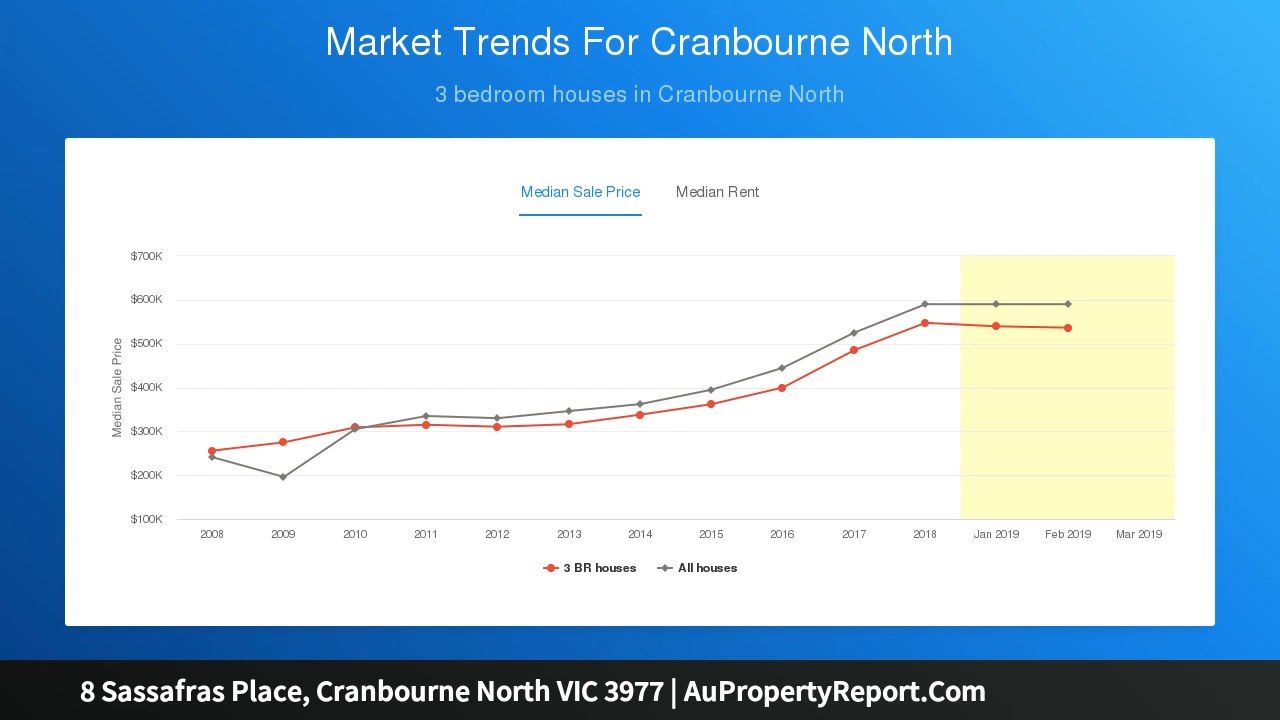 Market Trends For Cranbourne North
3 bedroom houses in Cranbourne North
Median Sale Price Median Rent
Median Sale Price
$700K
$600K
$500K
$400K
$300K
$200K
$100K
2008 2009 2010 2011 2012 2013 2014 2015 2016 2017 2018 Jan 2019 Feb 2019 Mar 2019
3 BR houses All houses
8 Sassafras Place, Cranbourne North VIC 3977 | AuPropertyReport.Com